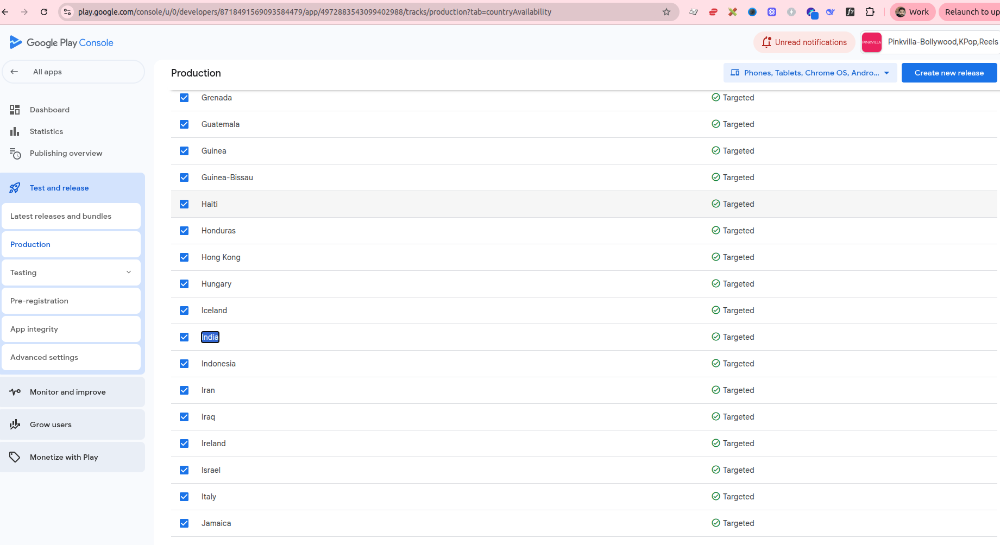 play.google.com/console/u/0/developers/8718491569093584479/app/4972883543099402988/tracks/production?tab=countryAvailability
f?
Work
Relaunch to up
Google Play Console
Unread notifications
PINKVILLA
Pinkvilla-Bollywood,KPop,Reels
All apps
Production
Phones, Tablets, Chrome OS, Andro...
Create new release
Dashboard
Statistics
Publishing overview
Test and release
Latest releases and bundles
Production
Testing
Pre-registration
App integrity
Advanced settings
Monitor and improve
Grow users
Monetize with Play
Grenada Targeted
Guatemala Targeted
Guinea Targeted
Guinea-Bissau Targeted
Haiti Targeted
Honduras Targeted
Hong Kong Targeted
Hungary Targeted
Iceland Targeted
India Targeted
Indonesia Targeted
Iran Targeted
Iraq Targeted
Ireland Targeted
Israel Targeted
Italy Targeted
Jamaica Targeted